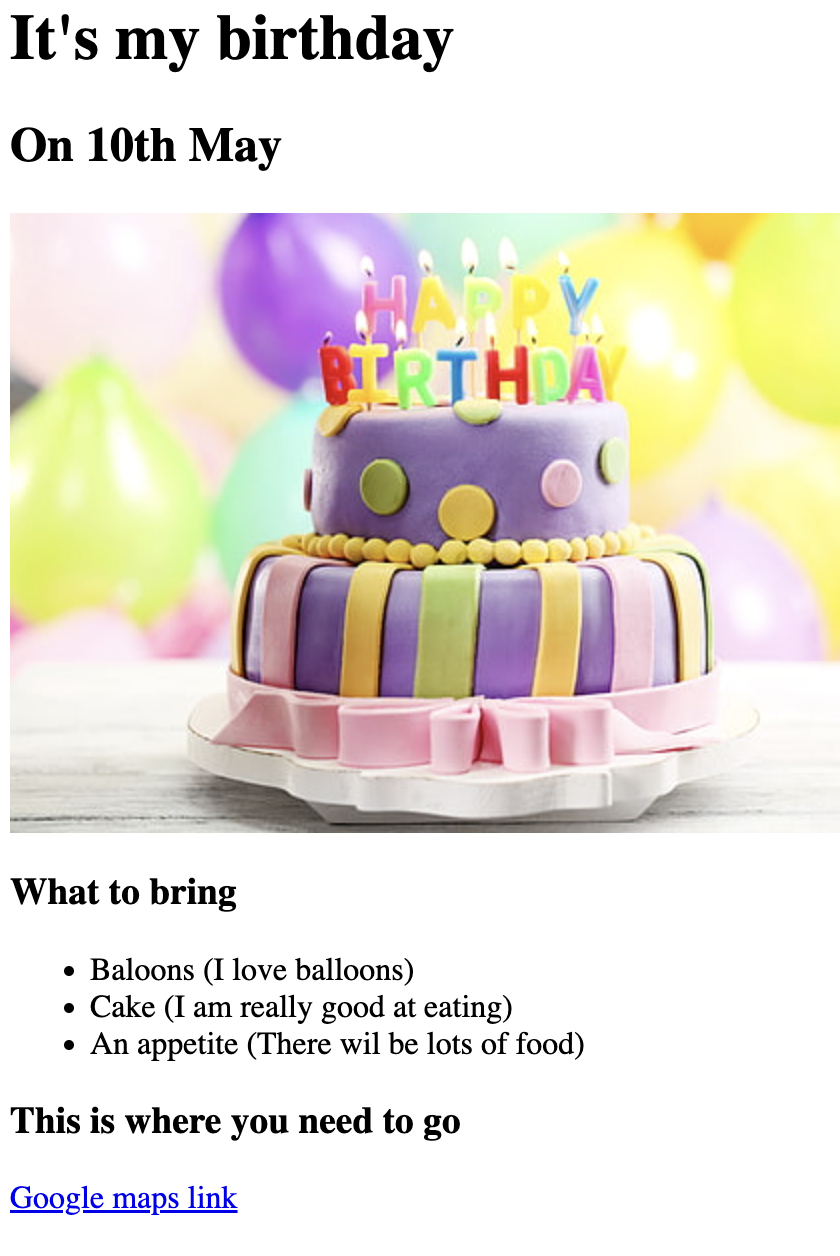 It's my birthday
On 10th May
HAPPY
BIRTHDAY
What to bring
Baloons (I love balloons)
Cake (I am really good at eating)
An appetite (There wil be lots of food)
This is where you need to go
Google maps link